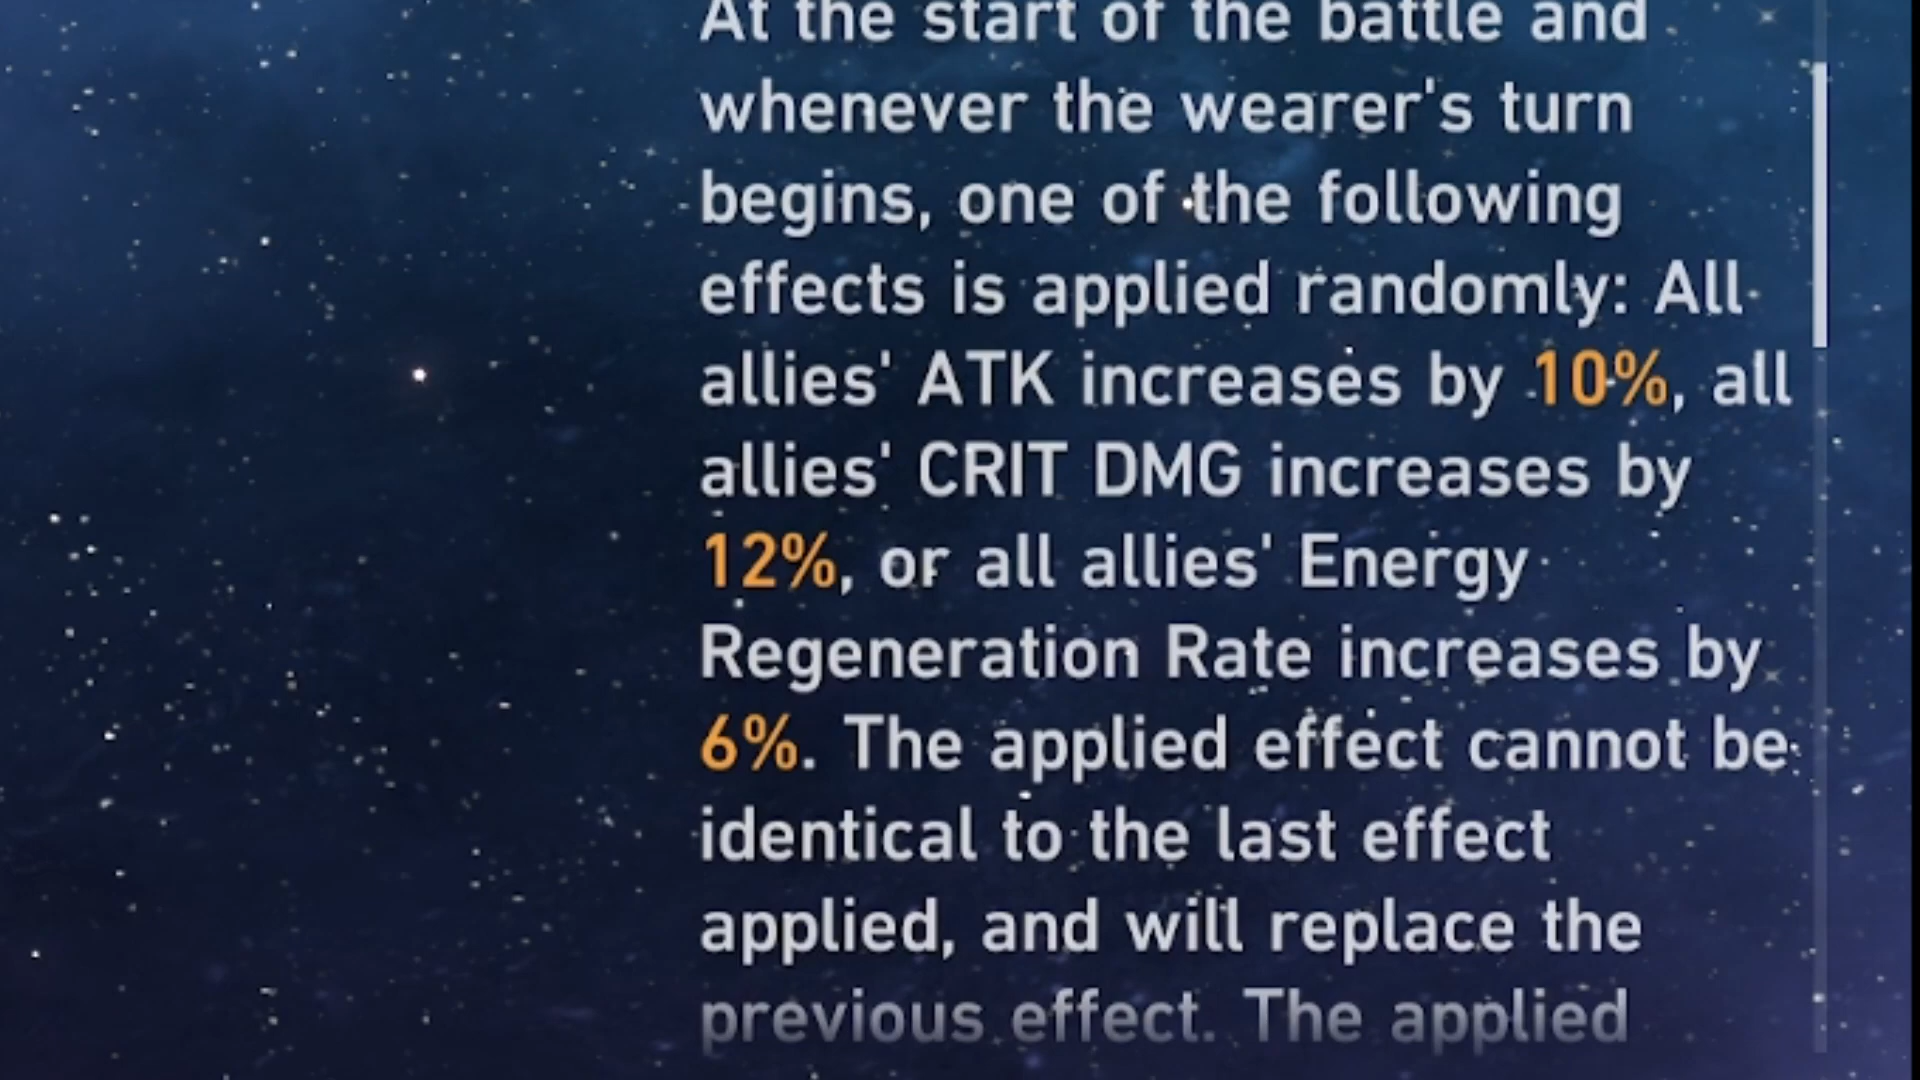 At the start of the battle and
whenever the wearer's turn
begins, one of the following
effects is applied randomly: All
allies' ATK increases by 10%, all
allies' CRIT DMG increases by
12%, or all allies' Energy
Regeneration Rate increases by
6%. The applied effect cannot be
identical to the last effect
applied, and will replace the
previous effect. The applied